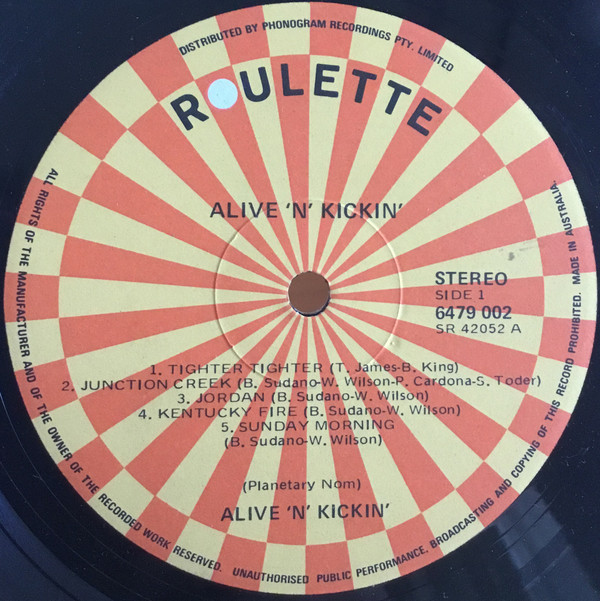 DISTRIBUTED BY PHONOGRAM RECORDINGS PTY. LIMITED
ROULETTE
ALIVE 'N' KICKIN'
STEREO
SIDE 1
6479 002
SR 42052 A
1. TIGHTER TIGHTER (T. James-B. King)
2. JUNCTION CREEK (B. Sudano-W. Wilson-P. Cardona-S. Toder)
3. JORDAN (B. Sudano-W. Wilson)
4. KENTUCKY FIRE (B. Sudano-W. Wilson)
5. SUNDAY MORNING
(B. Sudano-W. Wilson)
(Planetary Nom)
ALIVE 'N' KICKIN'
ALL RIGHTS OF THE MANUFACTURER AND OF THE OWNER OF THE RECORDED WORK RESERVED. UNAUTHORISED PUBLIC PERFORMANCE, BROADCASTING AND COPYING OF THIS RECORD PROHIBITED. MADE IN AUSTRALIA.